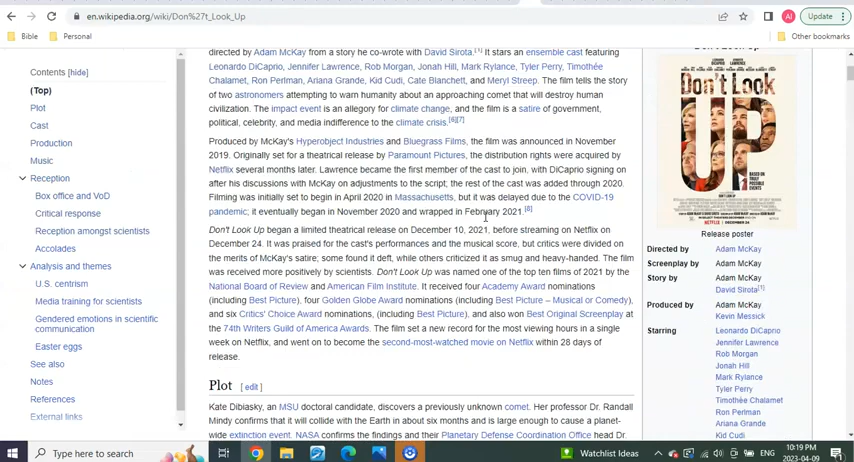 en.wikipedia.org/wiki/Don%27t_Look_Up
AI
Update
Bible
Personal
Other bookmarks
Contents [hide]
(Top)
Plot
Cast
Production
Music
Reception
Box office and VoD
Critical response
Reception amongst scientists
Accolades
Analysis and themes
U.S. centrism
Media training for scientists
Gendered emotions in scientific
communication
Easter eggs
See also
Notes
References
External links
directed by Adam McKay from a story he co-wrote with David Sirota.[1] It stars an ensemble cast featuring
Leonardo DiCaprio, Jennifer Lawrence, Rob Morgan, Jonah Hill, Mark Rylance, Tyler Perry, Timothée
Chalamet, Ron Perlman, Ariana Grande, Kid Cudi, Cate Blanchett, and Meryl Streep. The film tells the story
of two astronomers attempting to warn humanity about an approaching comet that will destroy human
civilization. The impact event is an allegory for climate change, and the film is a satire of government,
political, celebrity, and media indifference to the climate crisis.[6][7]
Produced by McKay's Hyperobject Industries and Bluegrass Films, the film was announced in November
2019. Originally set for a theatrical release by Paramount Pictures, the distribution rights were acquired by
Netflix several months later. Lawrence became the first member of the cast to join, with DiCaprio signing on
after his discussions with McKay on adjustments to the script; the rest of the cast was added through 2020.
Filming was initially set to begin in April 2020 in Massachusetts, but it was delayed due to the COVID-19
pandemic; it eventually began in November 2020 and wrapped in February 2021.[8]
Don't Look Up began a limited theatrical release on December 10, 2021, before streaming on Netflix on
December 24. It was praised for the cast's performances and the musical score, but critics were divided on
the merits of McKay's satire; some found it deft, while others criticized it as smug and heavy-handed. The film
was received more positively by scientists. Don't Look Up was named one of the top ten films of 2021 by the
National Board of Review and American Film Institute. It received four Academy Award nominations
(including Best Picture), four Golden Globe Award nominations (including Best Picture – Musical or Comedy),
and six Critics' Choice Award nominations, (including Best Picture), and also won Best Original Screenplay at
the 74th Writers Guild of America Awards. The film set a new record for the most viewing hours in a single
week on Netflix, and went on to become the second-most-watched movie on Netflix within 28 days of
release.
Plot [ edit ]
Kate Dibiasky, an MSU doctoral candidate, discovers a previously unknown comet. Her professor Dr. Randall
Mindy confirms that it will collide with the Earth in about six months and is large enough to cause a planet-
wide extinction event. NASA confirms the findings and their Planetary Defense Coordination Office head Dr.
Don't Look Up
Don't Look
UP
BASED ON
TRULY
POSSIBLE
EVENTS
Release poster
Directed by Adam McKay
Screenplay by Adam McKay
Story by Adam McKay
David Sirota[1]
Produced by Adam McKay
Kevin Messick
Starring Leonardo DiCaprio
Jennifer Lawrence
Rob Morgan
Jonah Hill
Mark Rylance
Tyler Perry
Timothée Chalamet
Ron Perlman
Ariana Grande
Kid Cudi
Type here to search
Watchlist Ideas
ENG
10:19 PM
2023-04-09